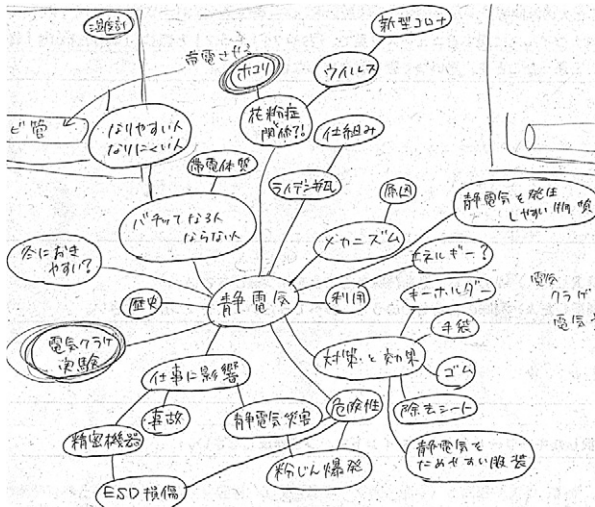 湿度計
新型コロナ
帯電させる
ホコリ
ウイルス
ビ管
なりやすい人
なりにくい人
花粉症
関係?!
仕組み
帯電体質
ライデン瓶
原因
静電気を発生
しやすい物質
バチッてなる人
ならない人
メカニズム
冬におき
やすい?
エネルギー?
静電気
利用
キーホルダー
電気
クラゲ
歴史
電気
手袋
電気クラゲ
実験
対策と効果
仕事に影響
ゴム
事故
静電気災害
危険性
除去シート
精密機器
静電気を
ためやすい服装
粉じん爆発
ESD損傷